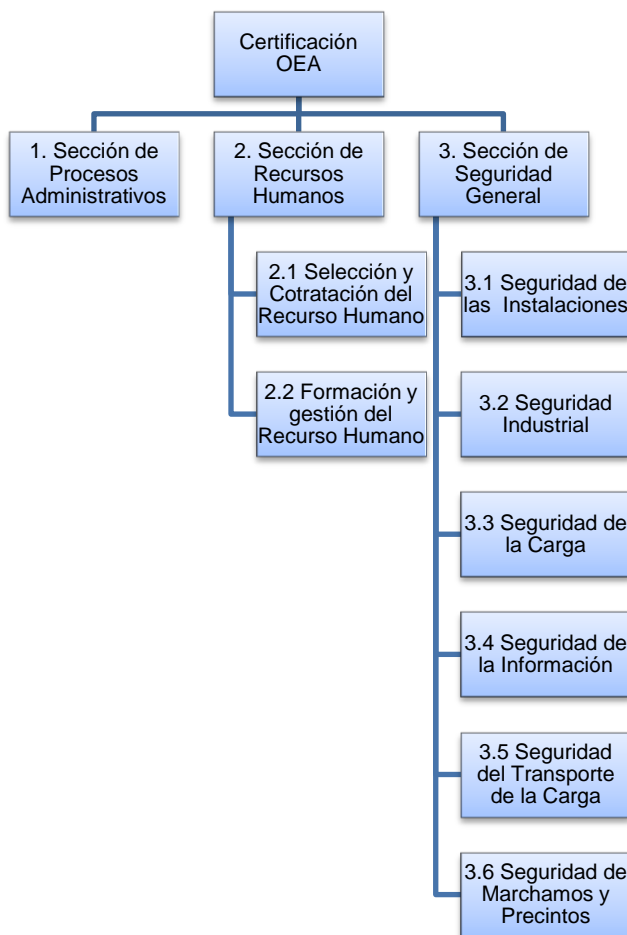 Certificación
OEA
1. Sección de
Procesos
Administrativos
2. Sección de
Recursos
Humanos
3. Sección de
Seguridad
General
2.1 Selección y
Cotratación del
Recurso Humano
2.2 Formación y
gestión del
Recurso Humano
3.1 Seguridad de
las Instalaciones
3.2 Seguridad
Industrial
3.3 Seguridad de
la Carga
3.4 Seguridad de
la Información
3.5 Seguridad
del Transporte
de la Carga
3.6 Seguridad de
Marchamos y
Precintos